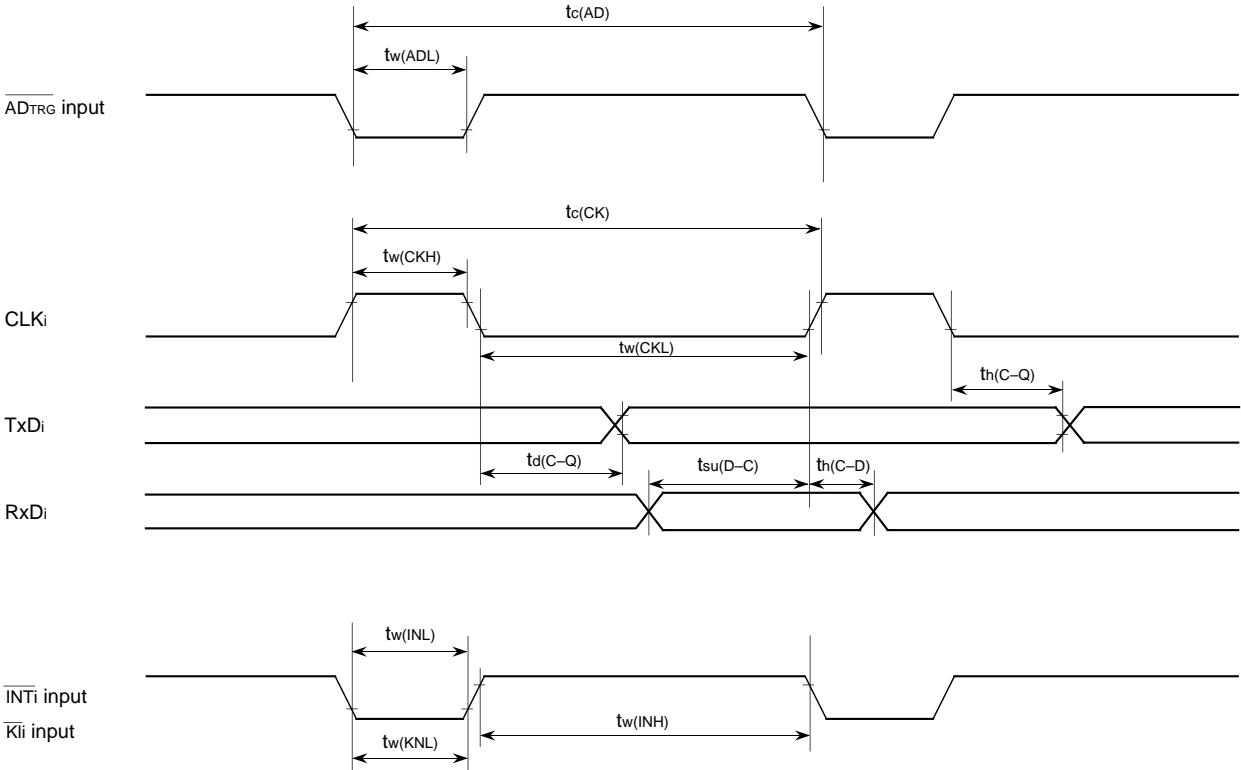 tc(AD)
tw(ADL)
ADTRG input
tc(CK)
tw(CKH)
CLKi
tw(CKL)
th(C–Q)
TxDi
td(C–Q)
tsu(D–C)
th(C–D)
RxDi
tw(INL)
INTi input
KIi input
tw(INH)
tw(KNL)